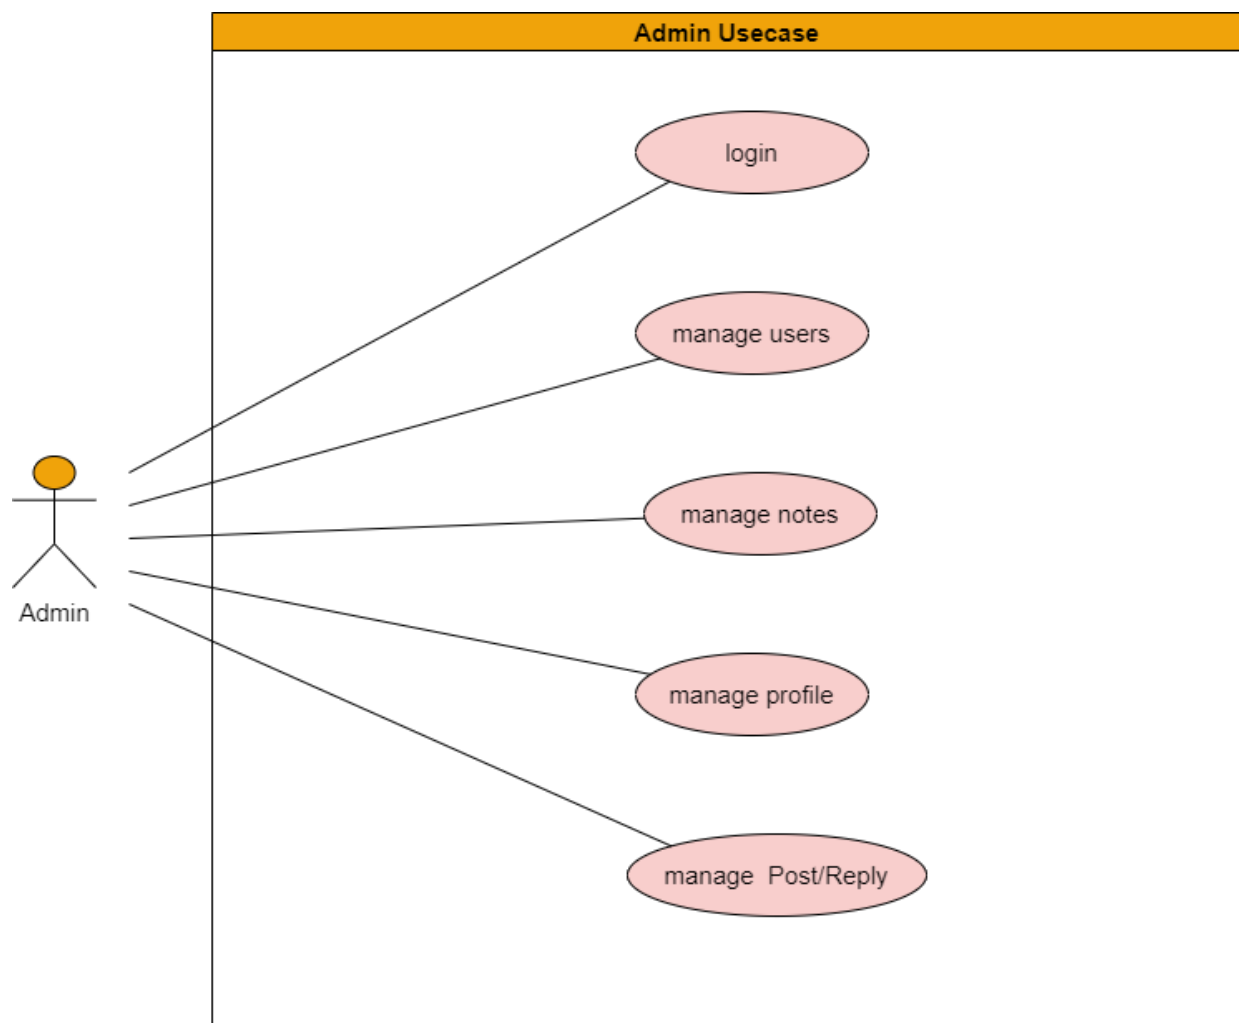 Admin Usecase
login
manage users
manage notes
Admin
manage profile
manage  Post/Reply